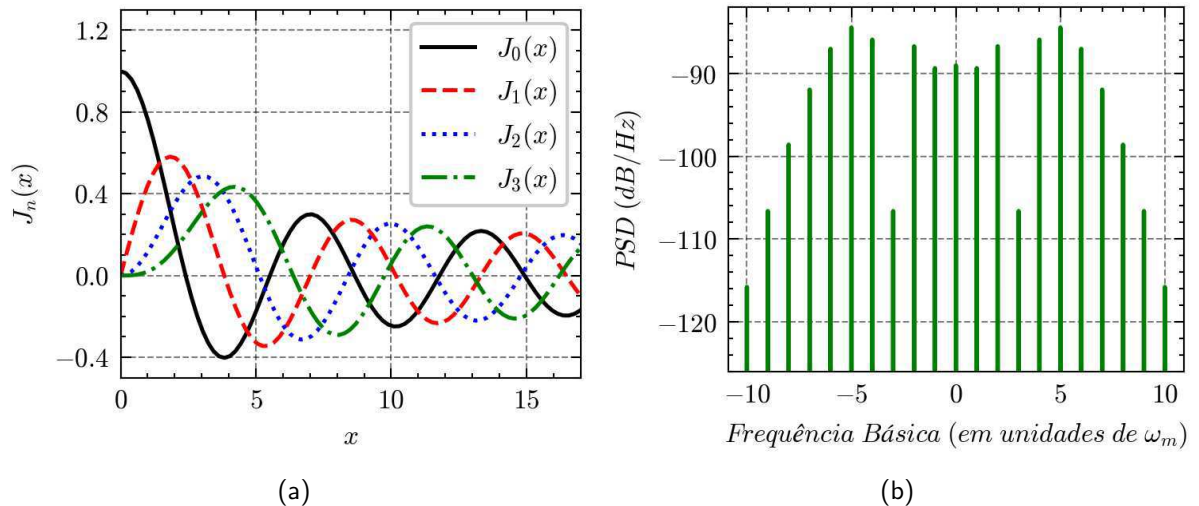 1.2
0.8
0.4
0.0
−0.4
J_n(x)
J_0(x)
J_1(x)
J_2(x)
J_3(x)
0 5 10 15
x
(a)
−90
−100
−110
−120
PSD (dB/Hz)
−10 −5 0 5 10
Frequência Básica (em unidades de ω_m)
(b)